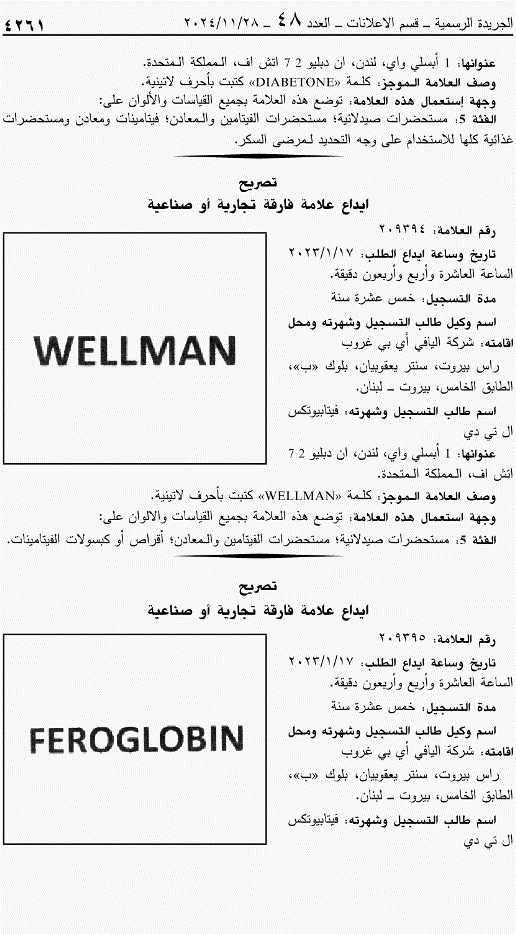 الجريدة الرسمية ـ قسم الاعلانات ـ العدد ٤٨ ـ ٢٠٢٤/١١/٢٨
٤٢٦١
عنوانها: 1 أبسلي واي، لندن، ان دبليو 2 7 اتش اف، المملكة المتحدة.
وصف العلامة الموجز: كلمة «DIABETONE» كتبت بأحرف لاتينية.
وجهة إستعمال هذه العلامة: توضع هذه العلامة بجميع القياسات والألوان على:
الفئة 5: مستحضرات صيدلانية؛ مستحضرات الفيتامين والمعادن؛ فيتامينات ومعادن ومستحضرات
غذائية كلها للاستخدام على وجه التحديد لمرضى السكر.
تصريح
ايداع علامة فارقة تجارية أو صناعية
رقم العلامة: ٢٠٩٣٩٤
تاريخ وساعة ايداع الطلب: ٢٠٢٣/١/١٧
الساعة العاشرة وأربع وأربعون دقيقة.
مدة التسجيل: خمس عشرة سنة
اسم وكيل طالب التسجيل وشهرته ومحل
اقامته: شركة اليافي أي بي غروب
راس بيروت، سنتر يعقوبيان، بلوك «ب»،
الطابق الخامس، بيروت ـ لبنان.
اسم طالب التسجيل وشهرته: فيتابيوتكس
ال تي دي
عنوانها: 1 أبسلي واي، لندن، ان دبليو 2 7
اتش اف، المملكة المتحدة.
WELLMAN
وصف العلامة الموجز: كلمة «WELLMAN» كتبت بأحرف لاتينية.
وجهة استعمال هذه العلامة: توضع هذه العلامة بجميع القياسات والالوان على:
الفئة 5: مستحضرات صيدلانية؛ مستحضرات الفيتامين والمعادن؛ أقراص أو كبسولات الفيتامينات.
تصريح
ايداع علامة فارقة تجارية أو صناعية
رقم العلامة: ٢٠٩٣٩٥
تاريخ وساعة ايداع الطلب: ٢٠٢٣/١/١٧
الساعة العاشرة وأربع وأربعون دقيقة.
مدة التسجيل: خمس عشرة سنة
اسم وكيل طالب التسجيل وشهرته ومحل
اقامته: شركة اليافي أي بي غروب
راس بيروت، سنتر يعقوبيان، بلوك «ب»،
الطابق الخامس، بيروت ـ لبنان.
اسم طالب التسجيل وشهرته: فيتابيوتكس
ال تي دي
FEROGLOBIN